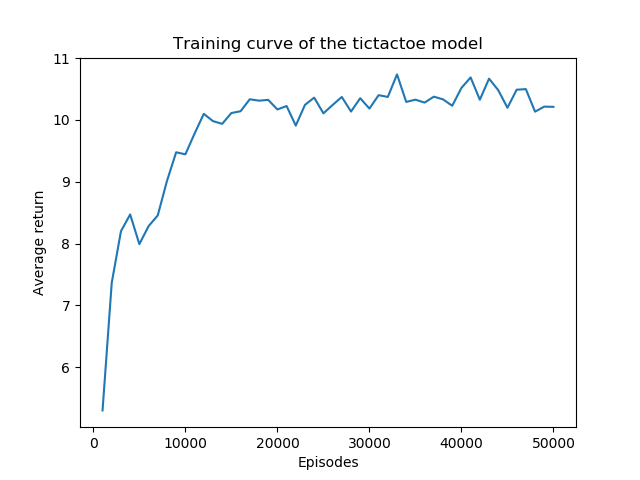 Training curve of the tictactoe model
11
10
9
8
7
6
Average return
0 10000 20000 30000 40000 50000
Episodes